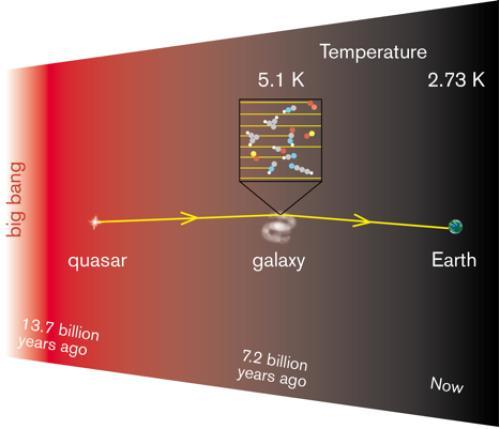 Temperature
5.1 K
2.73 K
big bang
quasar
galaxy
Earth
13.7 billion
years ago
7.2 billion
years ago
Now